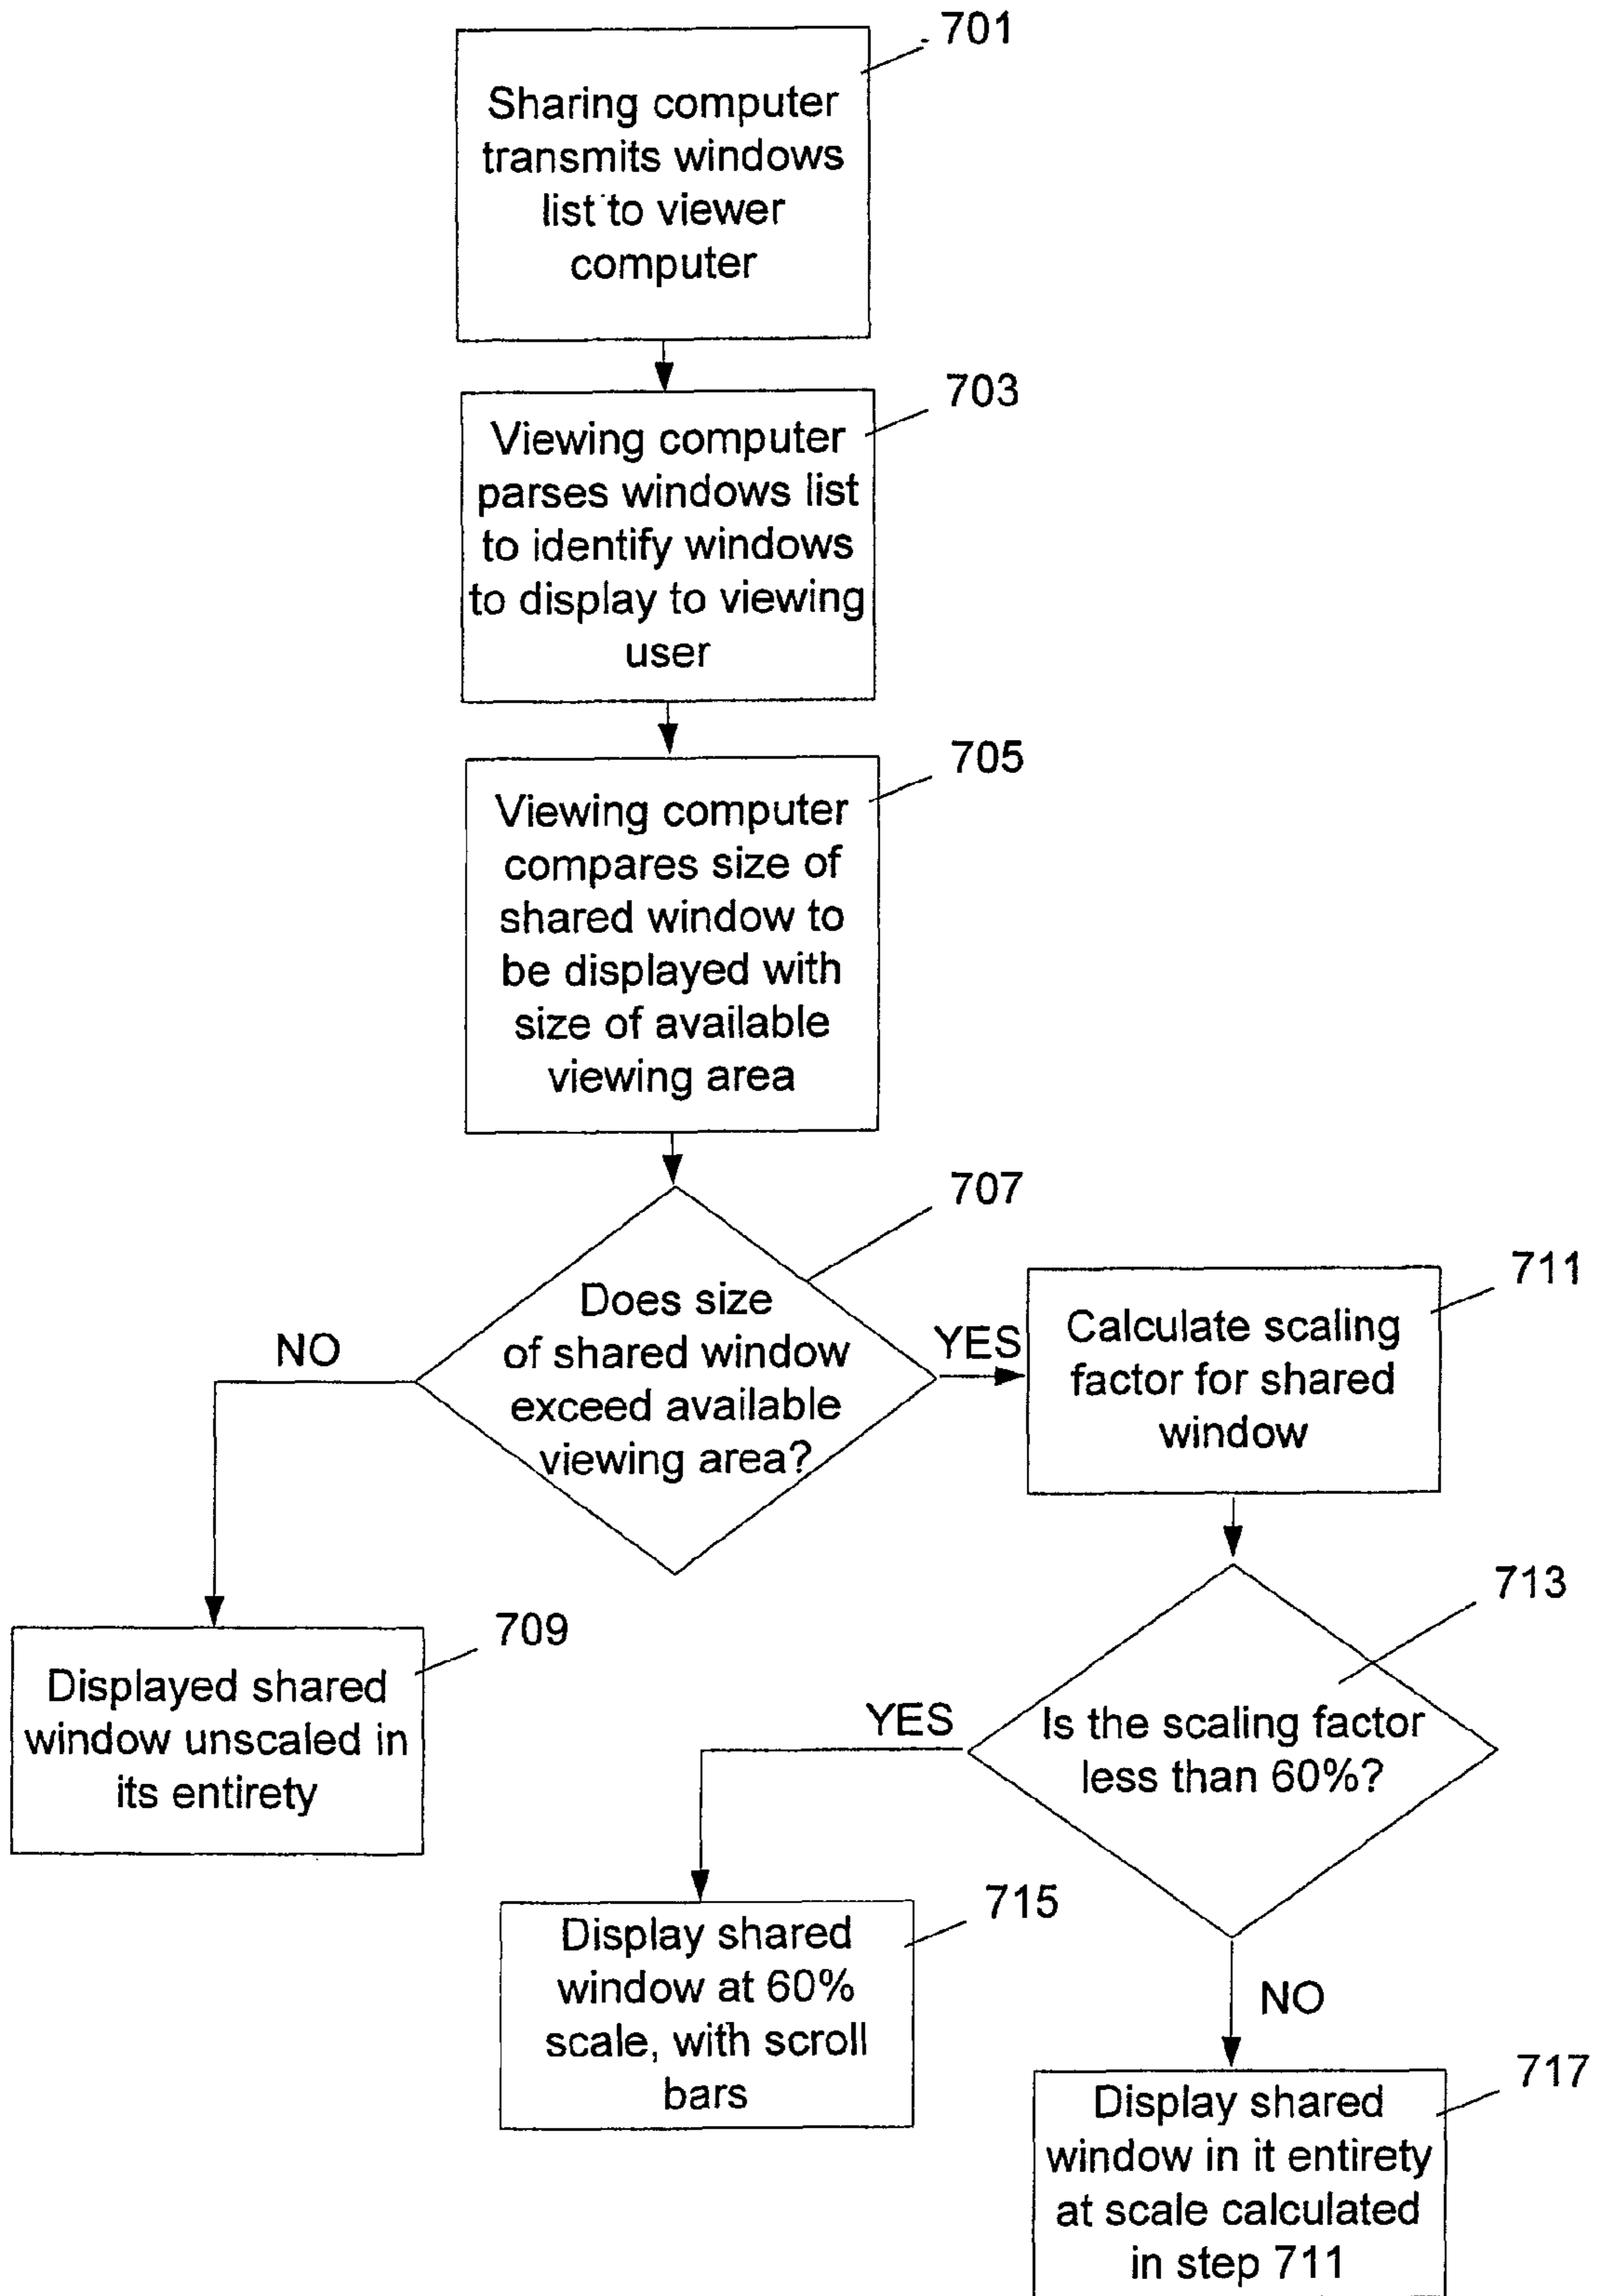 701
Sharing computer
transmits windows
list to viewer
computer
703
Viewing computer
parses windows list
to identify windows
to display to viewing
user
705
Viewing computer
compares size of
shared window to
be displayed with
size of available
viewing area
707
Does size
of shared window
exceed available
viewing area?
NO
YES
711
Calculate scaling
factor for shared
window
709
Displayed shared
window unscaled in
its entirety
713
Is the scaling factor
less than 60%?
YES
715
Display shared
window at 60%
scale, with scroll
bars
NO
717
Display shared
window in it entirety
at scale calculated
in step 711